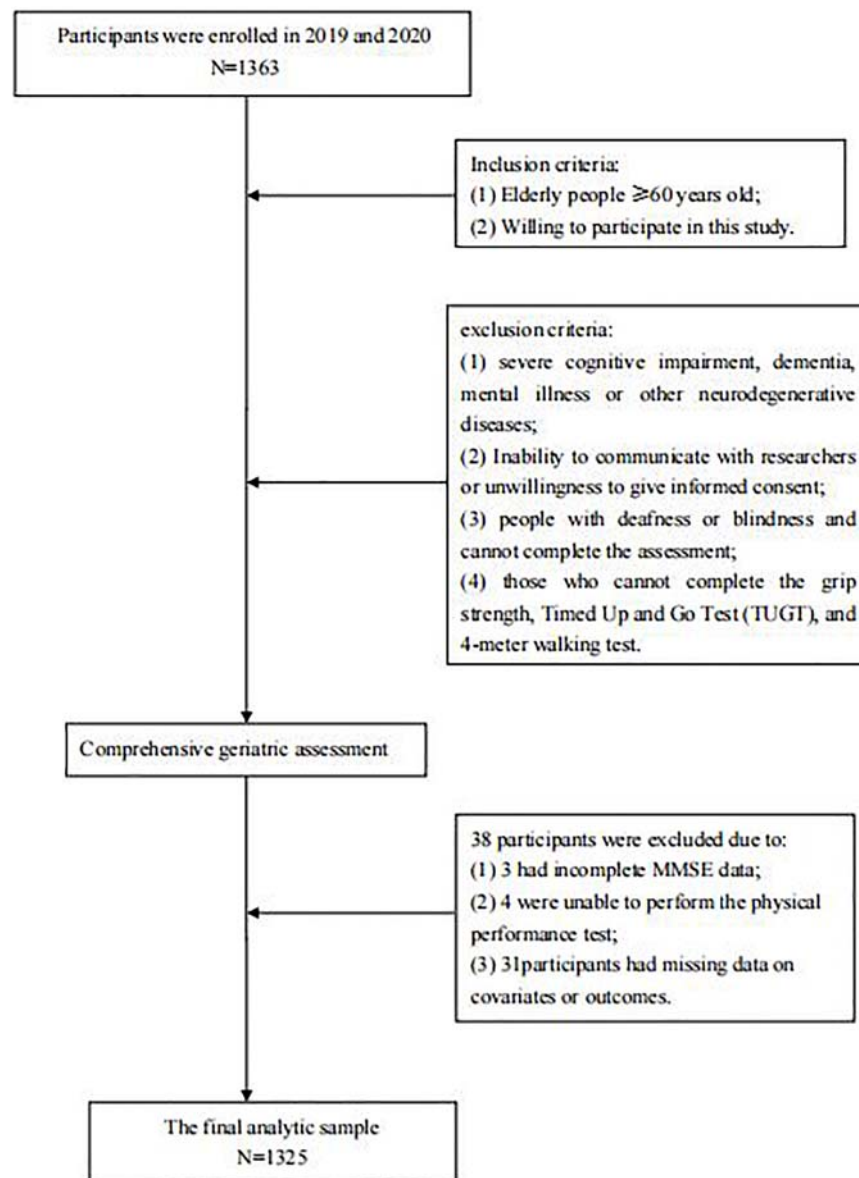 Participants were enrolled in 2019 and 2020
N=1363
Inclusion criteria:
(1) Elderly people ⩾60 years old;
(2) Willing to participate in this study.
exclusion criteria:
(1) severe cognitive impairment, dementia,
mental illness or other neurodegenerative
diseases;
(2) Inability to communicate with researchers
or unwillingness to give informed consent;
(3) people with deafness or blindness and
cannot complete the assessment;
(4) those who cannot complete the grip
strength, Timed Up and Go Test (TUGT), and
4-meter walking test.
Comprehensive geriatric assessment
38 participants were excluded due to:
(1) 3 had incomplete MMSE data;
(2) 4 were unable to perform the physical
performance test;
(3) 31participants had missing data on
covariates or outcomes.
The final analytic sample
N=1325